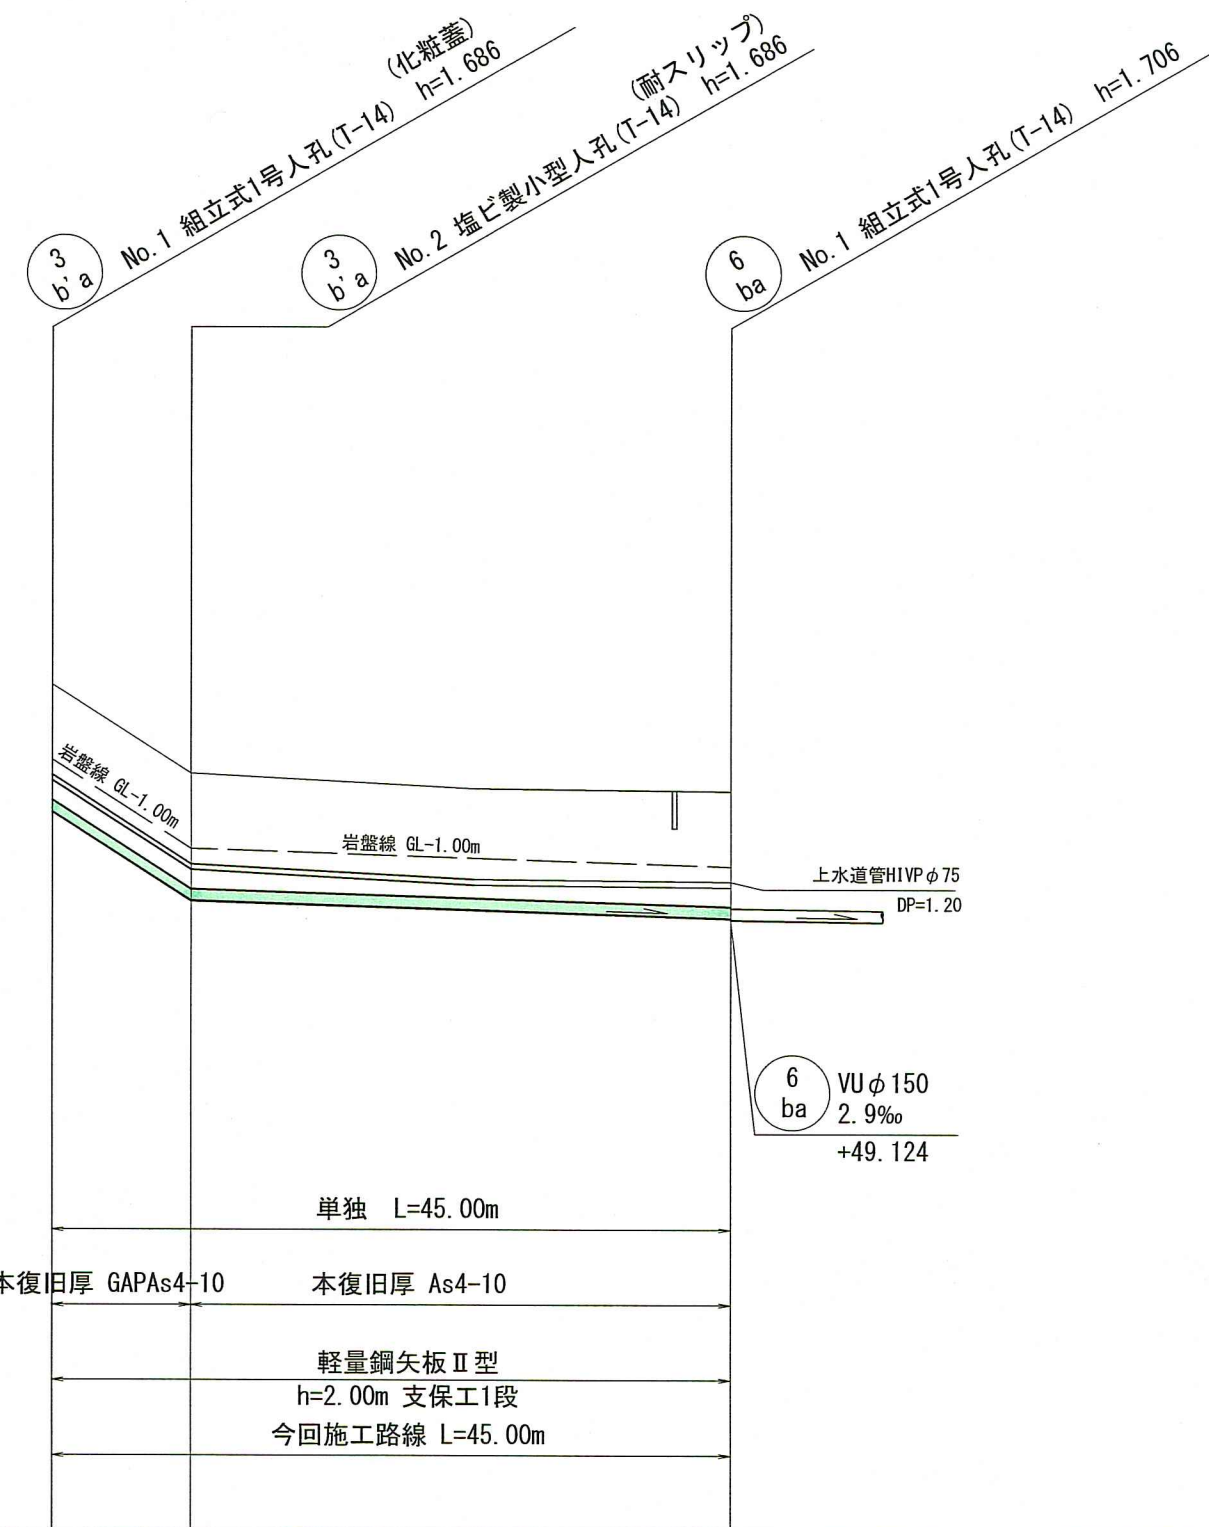 (化粧蓋)
No.1 組立式1号人孔(T-14) h=1.686
3
b'a
(耐スリップ)
No.2 塩ビ製小型人孔(T-14) h=1.686
3
b'a
No.1 組立式1号人孔(T-14) h=1.706
6
ba
岩盤線 GL-1.00m
岩盤線 GL-1.00m
上水道管HIVPφ75
DP=1.20
6
ba
VUφ150
2.9‰
+49.124
単独 L=45.00m
本復旧厚 GAPAs4-10
本復旧厚 As4-10
軽量鋼矢板Ⅱ型
h=2.00m 支保工1段
今回施工路線 L=45.00m